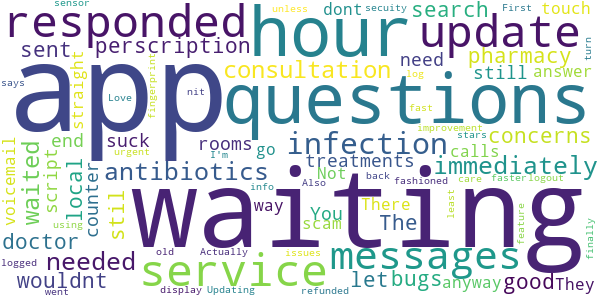 sensor unless dont secuity First touch
responded hour update search
sent perscription need pharmacy
says Love fingerprint nit consultation still answer turn
app questions
voicemail waited straight end suck rooms log fast stars concerns
script local counter I'm go infection improvement calls
urgent Not treatments immediately
antibiotics waiting
still way You scam There The info back fashioned faster logout
doctor Also care least
using needed wouldnt service messages
Actually issues let bugs anyway feature finally good They
logged old display Updating refunded
went